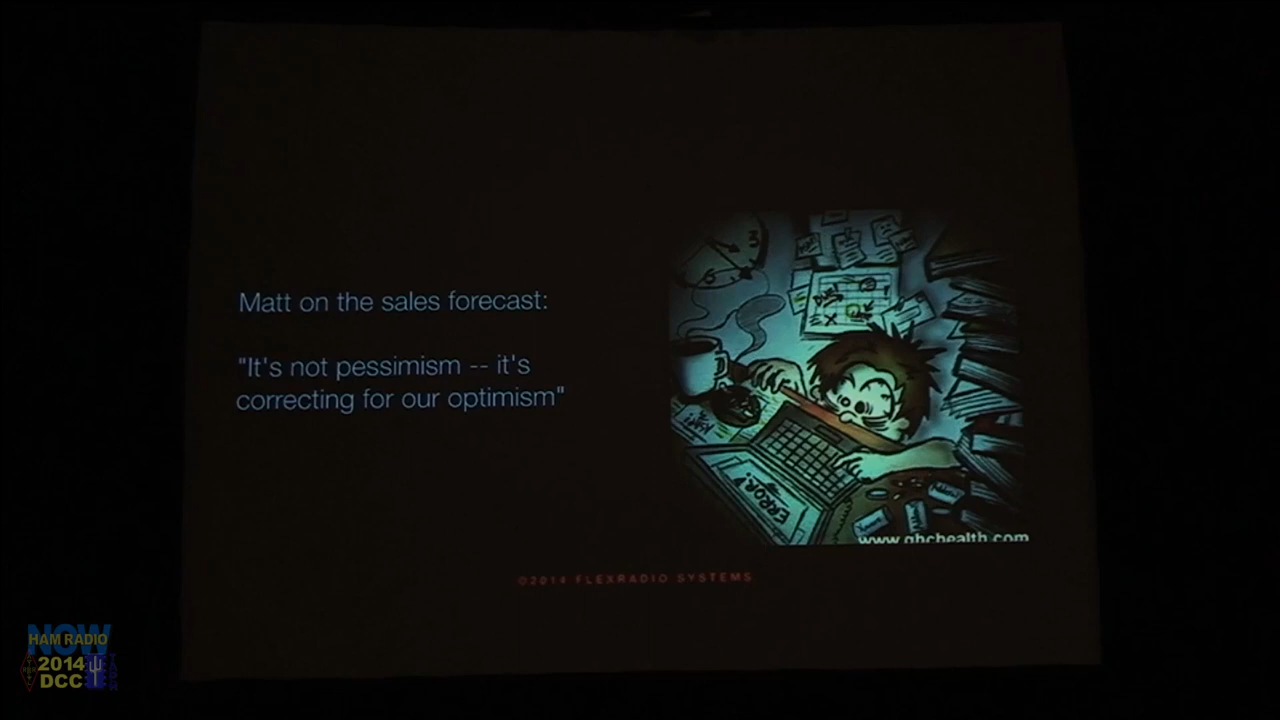 Matt on the sales forecast:
"It's not pessimism -- it's
correcting for our optimism"
ERROR!
www.ghchealth.com
©2014 FLEXRADIO SYSTEMS
HAM RADIO
NOW
2014
DCC
TAPR